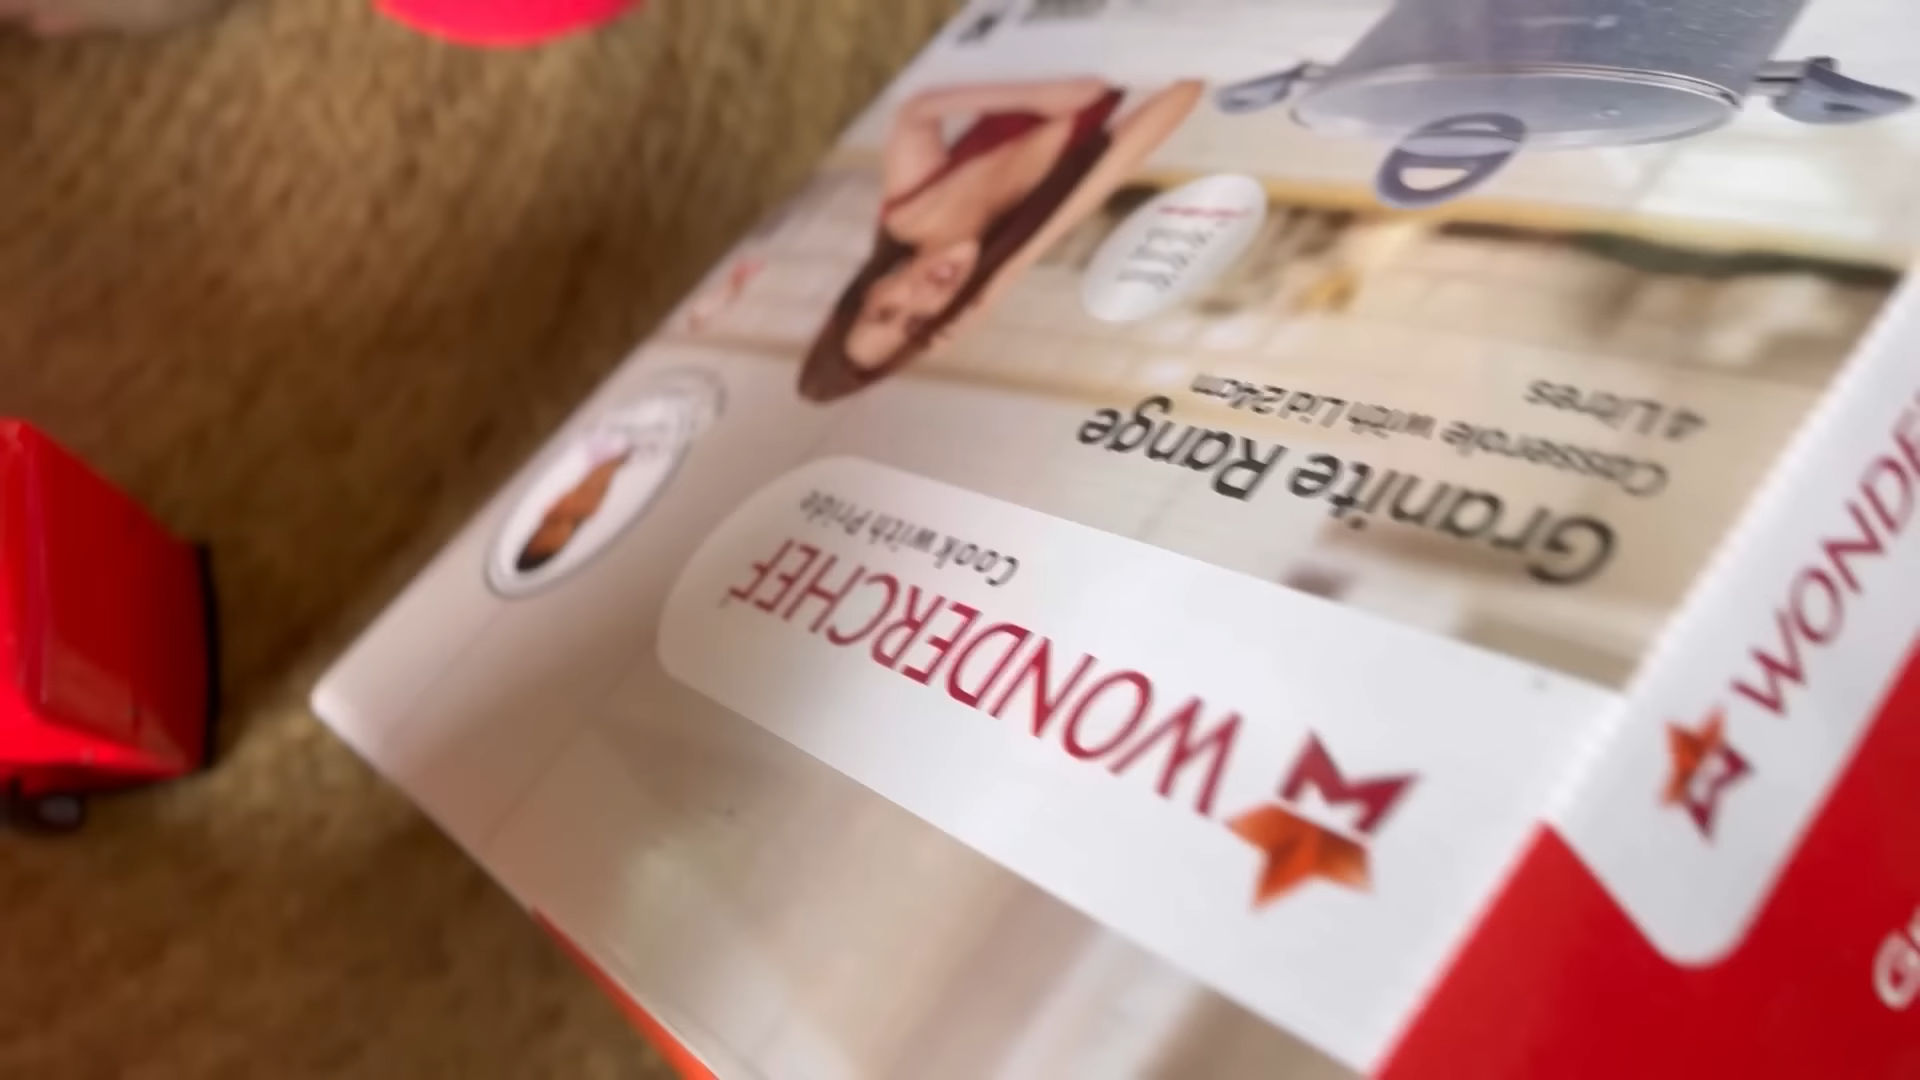 WONDERCHEF
Cook with Pride
Granite Range
Casserole with Lid 24cm
4 Litres
WONDE